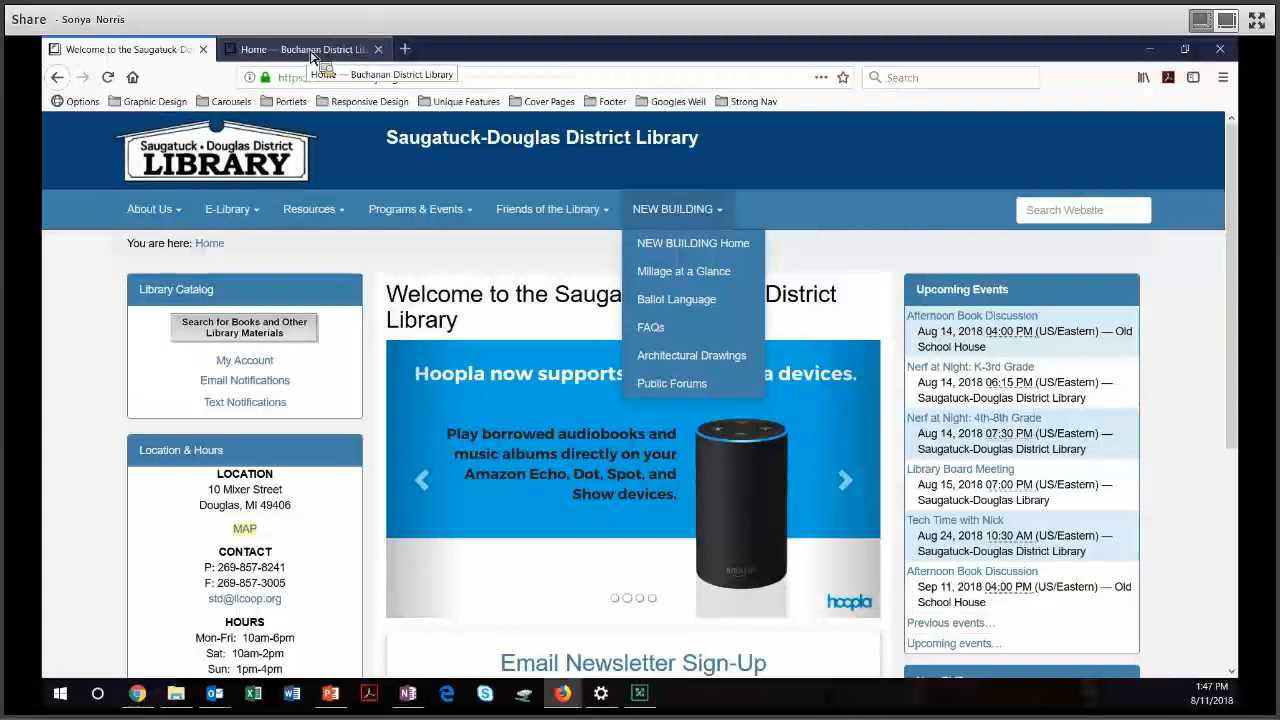 Share - Sonya Norris
Welcome to the Saugatuck-Do
Home — Buchanan District Lib
Home — Buchanan District Library
Search
Options
Graphic Design
Carousels
Portlets
Responsive Design
Unique Features
Cover Pages
Footer
Googles Well
Strong Nav
Saugatuck • Douglas District
LIBRARY
Saugatuck-Douglas District Library
About Us
E-Library
Resources
Programs & Events
Friends of the Library
NEW BUILDING
Search Website
NEW BUILDING Home
Millage at a Glance
Ballot Language
FAQs
Architectural Drawings
Public Forums
You are here: Home
Library Catalog
Search for Books and Other
Library Materials
My Account
Email Notifications
Text Notifications
Location & Hours
LOCATION
10 Mixer Street
Douglas, MI 49406
MAP
CONTACT
P: 269-857-8241
F: 269-857-3005
std@llcoop.org
HOURS
Mon-Fri: 10am-6pm
Sat: 10am-2pm
Sun: 1pm-4pm
Welcome to the Sauga District
Library
Hoopla now supports a devices.
Play borrowed audiobooks and
music albums directly on your
Amazon Echo, Dot, Spot, and
Show devices.
amazon
hoopla
Email Newsletter Sign-Up
Upcoming Events
Afternoon Book Discussion
Aug 14, 2018 04:00 PM (US/Eastern) — Old
School House
Nerf at Night: K-3rd Grade
Aug 14, 2018 06:15 PM (US/Eastern) —
Saugatuck-Douglas District Library
Nerf at Night: 4th-8th Grade
Aug 14, 2018 07:30 PM (US/Eastern) —
Saugatuck-Douglas District Library
Library Board Meeting
Aug 15, 2018 07:00 PM (US/Eastern) —
Saugatuck-Douglas Library
Tech Time with Nick
Aug 24, 2018 10:30 AM (US/Eastern) —
Saugatuck-Douglas District Library
Afternoon Book Discussion
Sep 11, 2018 04:00 PM (US/Eastern) — Old
School House
Previous events…
Upcoming events…
1:47 PM
8/11/2018